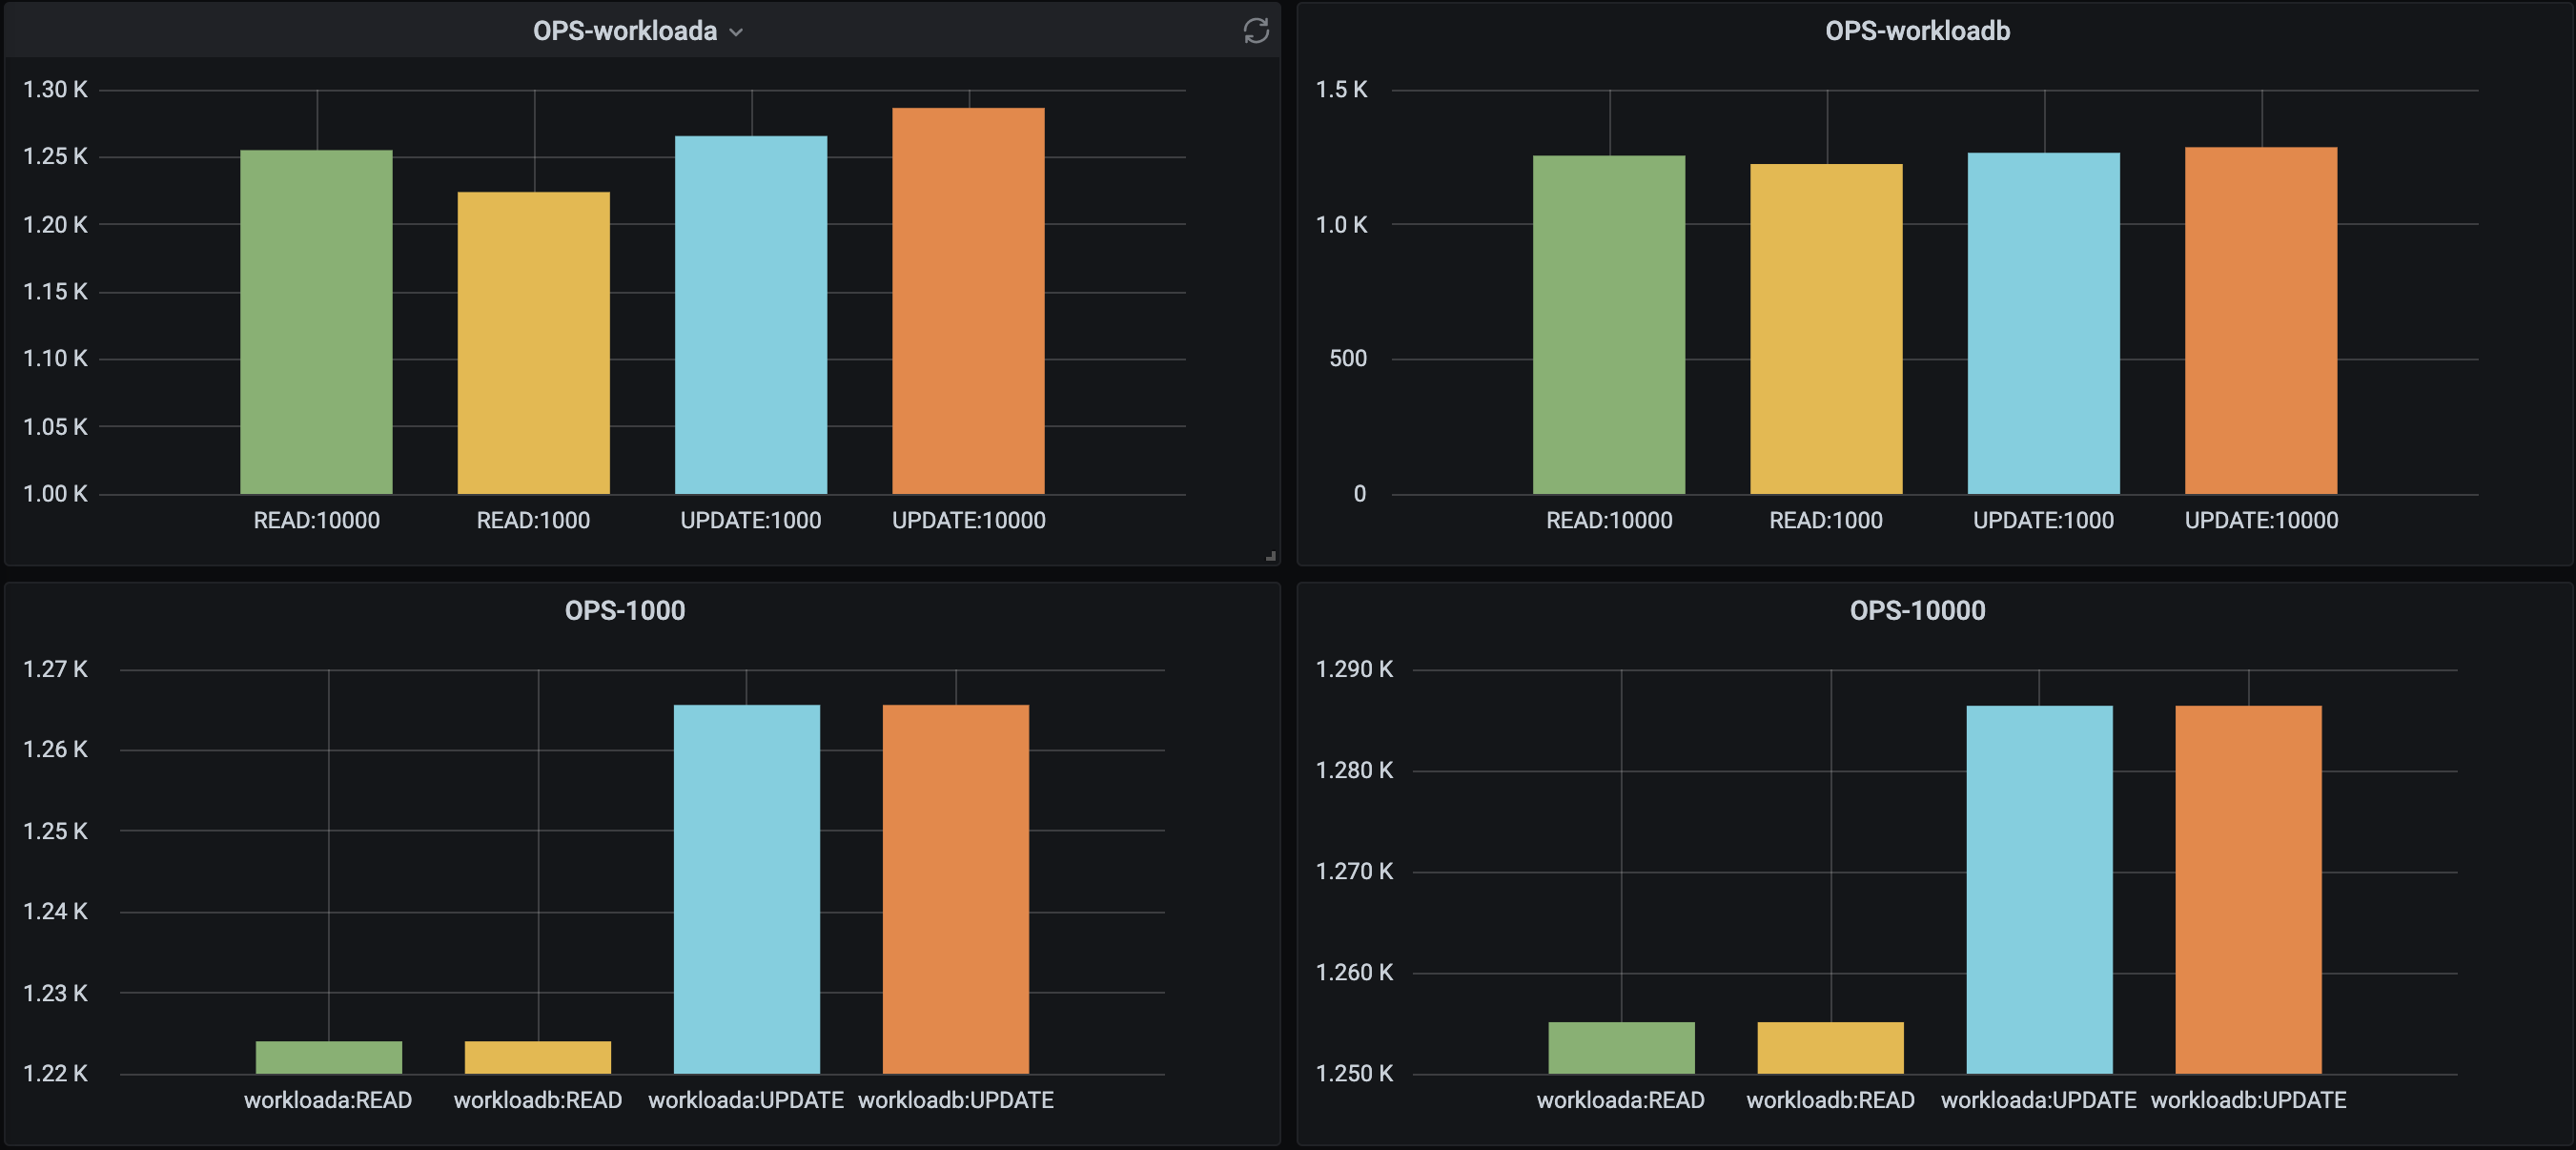 OPS-workloada
1.30 K
1.25 K
1.20 K
1.15 K
1.10 K
1.05 K
1.00 K
READ:10000 READ:1000 UPDATE:1000 UPDATE:10000
OPS-workloadb
1.5 K
1.0 K
500
0
READ:10000 READ:1000 UPDATE:1000 UPDATE:10000
OPS-1000
1.27 K
1.26 K
1.25 K
1.24 K
1.23 K
1.22 K
workloada:READ workloadb:READ workloada:UPDATE workloadb:UPDATE
OPS-10000
1.290 K
1.280 K
1.270 K
1.260 K
1.250 K
workloada:READ workloadb:READ workloada:UPDATE workloadb:UPDATE